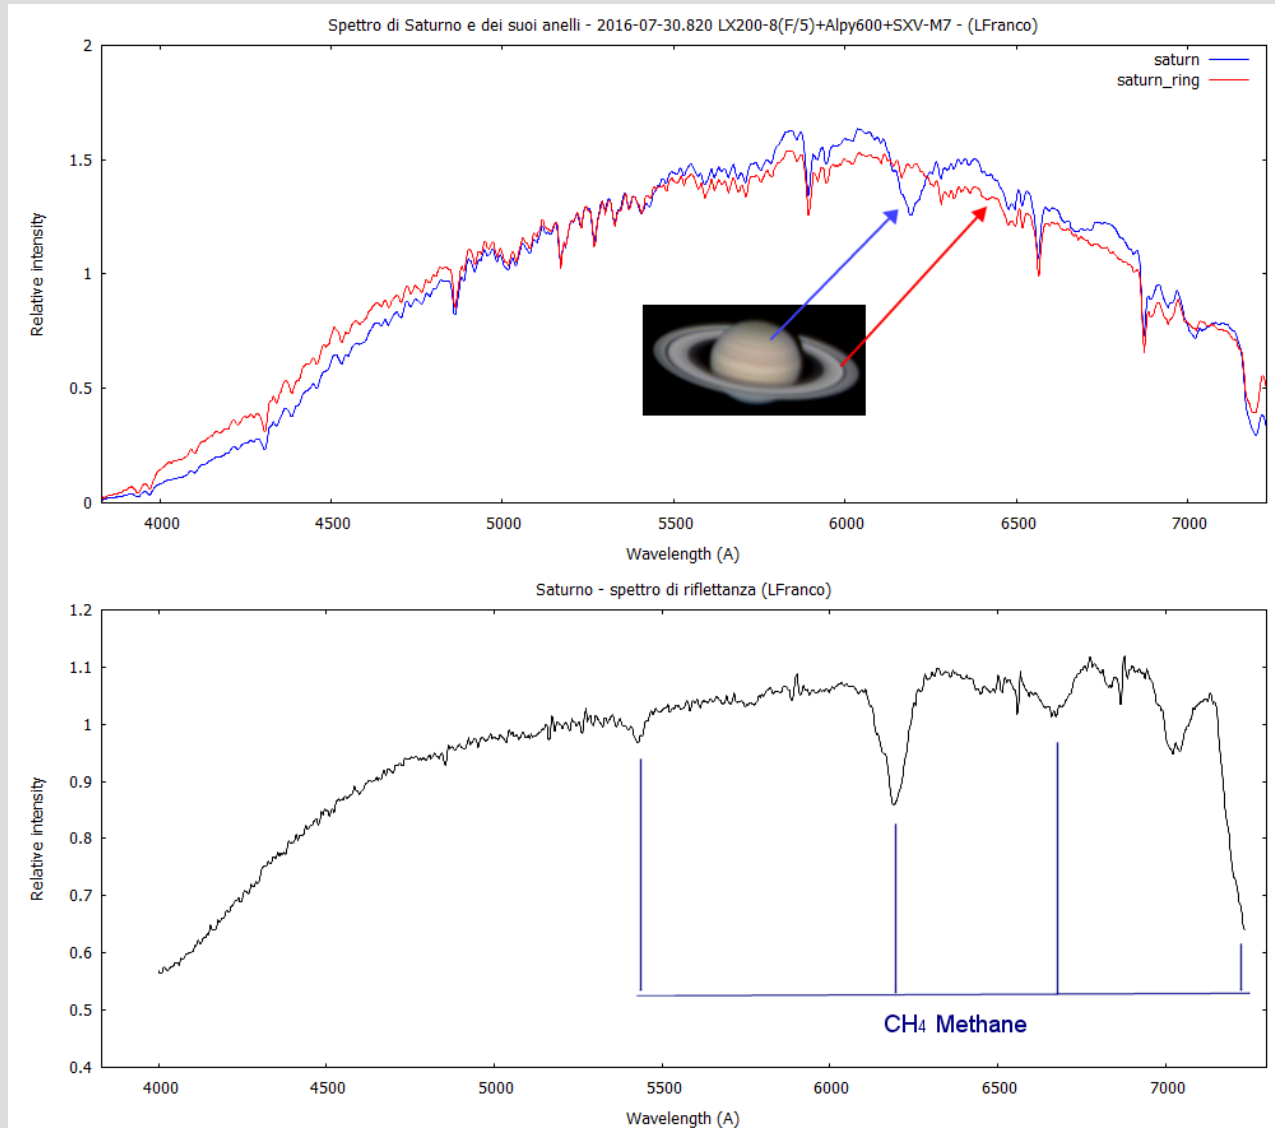 Spettro di Saturno e dei suoi anelli - 2016-07-30.820 LX200-8(F/5)+Alpy600+SXV-M7 - (LFranco)
saturn
saturn_ring
2
1.5
1
0.5
0
Relative intensity
4000 4500 5000 5500 6000 6500 7000
Wavelength (A)
Saturno - spettro di riflettanza (LFranco)
1.2
1.1
1
0.9
0.8
0.7
0.6
0.5
0.4
Relative intensity
CH4 Methane
4000 4500 5000 5500 6000 6500 7000
Wavelength (A)